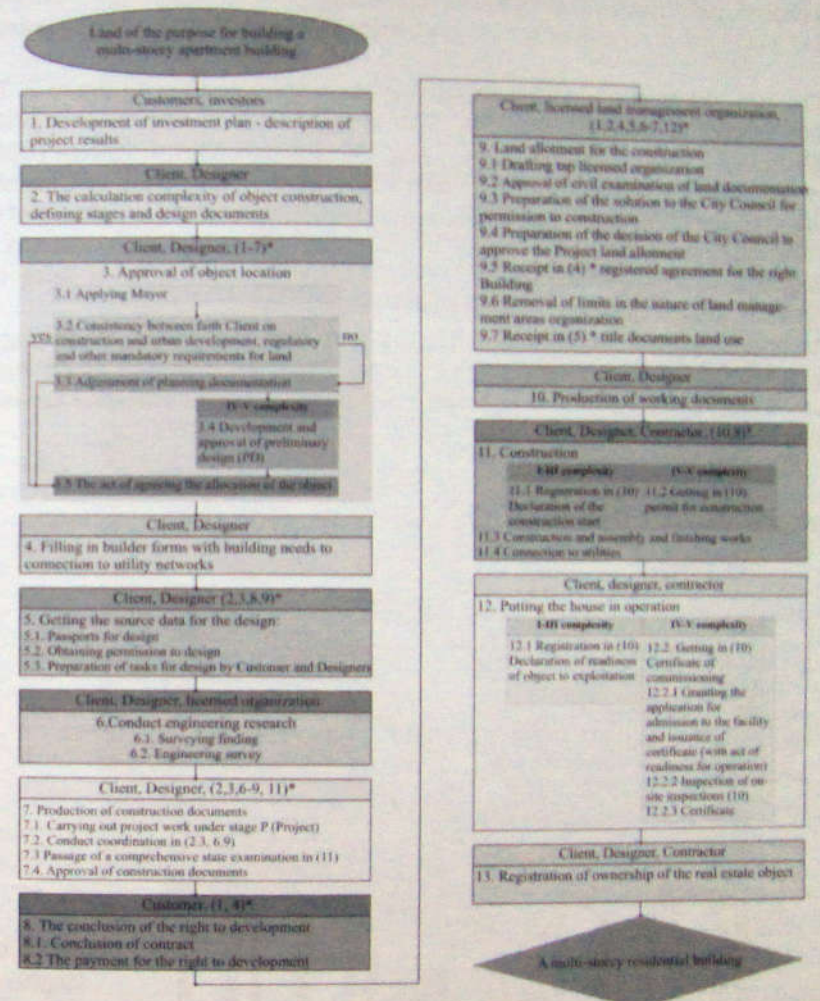 Land of the purpose for building a
multi-storey apartment building
Customers, investors
1. Development of investment plan - description of
project results
Client, Designer
2. The calculation complexity of object construction,
defining stages and design documents
Client, Designer, (1-7)*
3. Approval of object location
3.1 Applying Mayor
3.2 Consistency between faith Client on
construction and urban development, regulatory
and other mandatory requirements for land
YES
no
3.3 Adjustment of planning documentation
IV-V complexity
3.4 Development and
approval of preliminary
design (PD)
3.5 The act of agreeing the allocation of the object
Client, Designer
4. Filling in builder forms with building needs to
connection to utility networks
Client, Designer (2,3,8,9)*
5. Getting the source data for the design:
5.1. Passports for design
5.2. Obtaining permission to design
5.3. Preparation of tasks for design by Customer and Designers
Client, Designer, licensed organization
6.Conduct engineering research
6.1. Surveying finding
6.2. Engineering survey
Client, Designer, (2,3,6-9, 11)*
7. Production of construction documents
7.1. Carrying out project work under stage P (Project)
7.2. Conduct coordination in (2.3, 6.9)
7.3 Passage of a comprehensive state examination in (11)
7.4. Approval of construction documents
Customer, (1, 4)*
8. The conclusion of the right to development
8.1. Conclusion of contract
8.2 The payment for the right to development
Client, licensed land management organization,
(1,2,4,5,6-7,12)*
9. Land allotment for the construction
9.1 Drafting tap licensed organization
9.2 Approval of civil examination of land documentation
9.3 Preparation of the solution to the City Council for
permission to construction
9.4 Preparation of the decision of the City Council to
approve the Project land allotment
9.5 Receipt in (4) * registered agreement for the right
Building
9.6 Removal of limits in the nature of land manage-
ment areas organization
9.7 Receipt in (5) * title documents land use
Client, Designer
10. Production of working documents
Client, Designer, Contractor, (10,8)*
11. Construction
I-III complexity
IV-V complexity
11.1 Registration in (10)
Declaration of the
construction start
11.2 Getting in (10)
permit for construction
11.3 Construction and assembly and finishing works
11.4 Connection to utilities
Client, designer, contractor
12. Putting the house in operation
I-III complexity
IV-V complexity
12.1 Registration in (10)
Declaration of readiness
of object to exploitation
12.2. Getting in (10)
Certificate of
commissioning
12.2.1 Granting the
application for
admission to the facility
and issuance of
certificate (with act of
readiness for operation)
12.2.2 Inspection of on-
site inspections (10)
12.2.3 Certificate
Client, Designer, Contractor
13. Registration of ownership of the real estate object
A multi-storey residential building